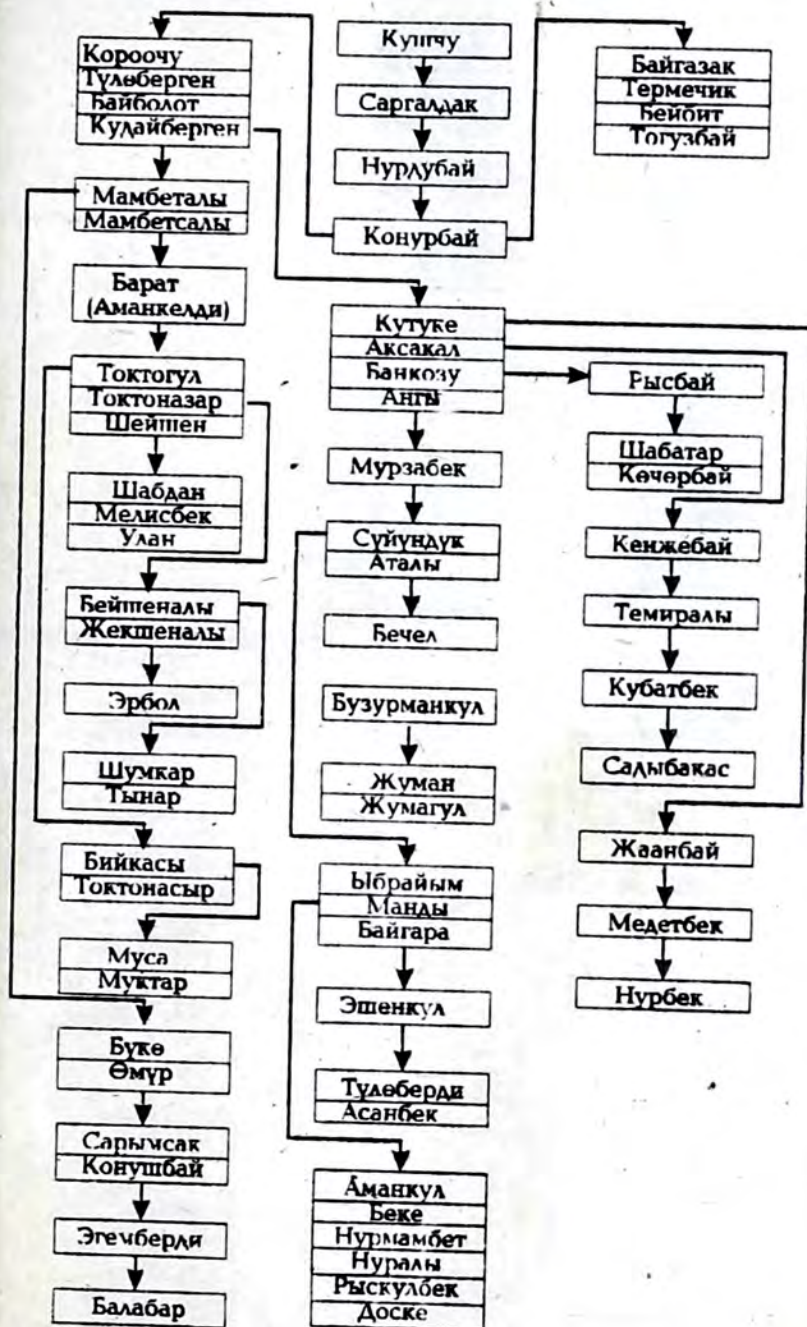 Короочу
Түлөберген
Байболот
Кудайберген
Мамбеталы
Мамбетсалы
Барат
(Аманкелди)
Токтогул
Токтоназар
Шейшен
Шабдан
Мелисбек
Улан
Бейшеналы
Жекшеналы
Эрбол
Шумкар
Тынар
Бийкасы
Токтонасыр
Муса
Муктар
Бүкө
Өмүр
Сарымсак
Конушбай
Эгемберди
Балабар
Кушчу
Саргалдак
Нурдубай
Конурбай
Кутуке
Аксакал
Банкозу
Ангы
Мурзабек
Сүйүндүк
Аталы
Бечел
Бузурманкул
Жуман
Жумагул
Ыбрайым
Манды
Байгара
Эшенкул
Түлөберди
Асанбек
Аманкул
Беке
Нурмамбет
Нуралы
Рыскулбек
Доске
Байгазак
Термечик
Бейбит
Тогузбай
Рысбай
Шабатар
Көчөрбай
Кенжебай
Темиралы
Кубатбек
Садыбакас
Жаанбай
Медетбек
Нурбек